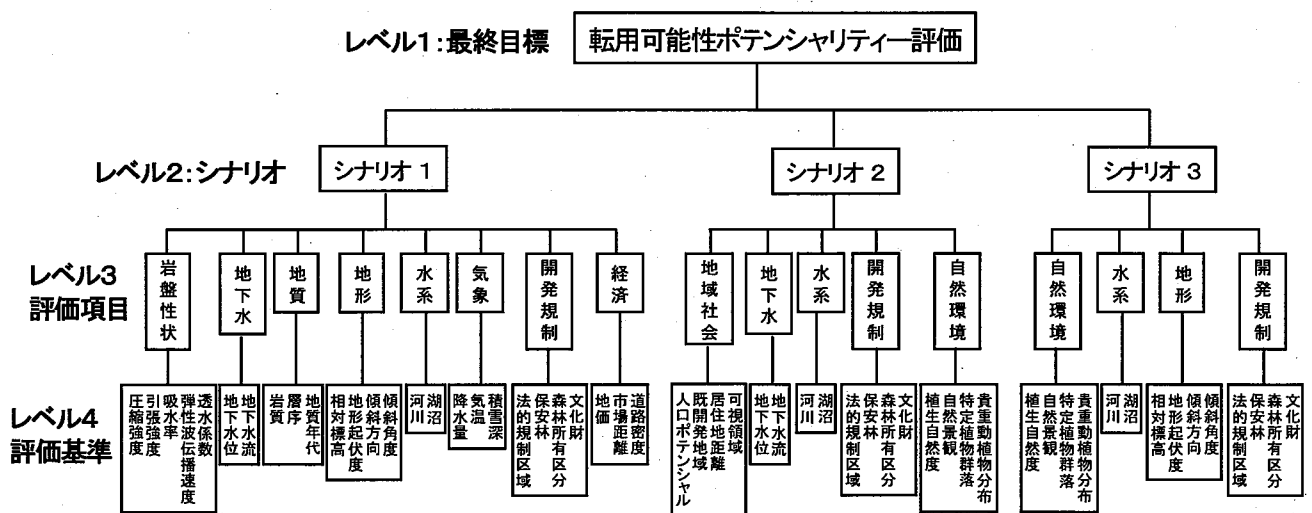 レベル1:最終目標
転用可能性ポテンシャリティー評価
レベル2:シナリオ
シナリオ1
シナリオ2
シナリオ3
レベル3
評価項目
岩盤性状
地下水
地質
地形
水系
気象
開発規制
経済
地域社会
地下水
水系
開発規制
自然環境
自然環境
水系
地形
開発規制
レベル4
評価基準
透水係数
弾性波伝播速度
吸水率
引張強度
圧縮強度
地下水流
地下水位
地質年代
層序
岩質
傾斜角度
傾斜方向
地形起伏度
相対標高
湖沼
河川
積雪深
気温
降水量
文化財
森林所有区分
保安林
法的規制区域
道路密度
市場距離
地価
可視領域
居住地距離
既開発地域
人口ポテンシャル
地下水流
地下水位
湖沼
河川
文化財
森林所有区分
保安林
法的規制区域
貴重動植物分布
特定植物群落
自然景観
植生自然度
貴重動植物分布
特定植物群落
自然景観
植生自然度
湖沼
河川
傾斜角度
傾斜方向
地形起伏度
相対標高
文化財
森林所有区分
保安林
法的規制区域